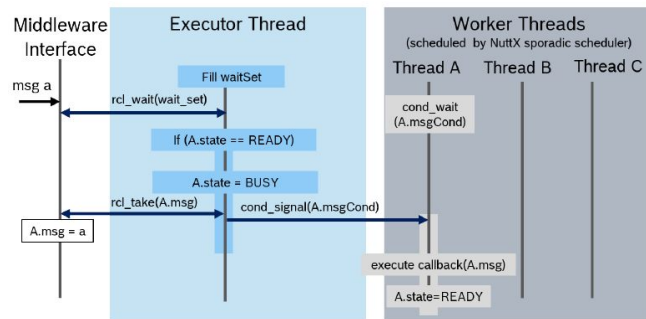 Middleware
Interface
Executor Thread
Worker Threads
(scheduled by NuttX sporadic scheduler)
Thread A
Thread B
Thread C
Fill waitSet
msg a
rcl_wait(wait_set)
cond_wait
(A.msgCond)
If (A.state == READY)
A.state = BUSY
rcl_take(A.msg)
cond_signal(A.msgCond)
A.msg = a
execute callback(A.msg)
A.state=READY